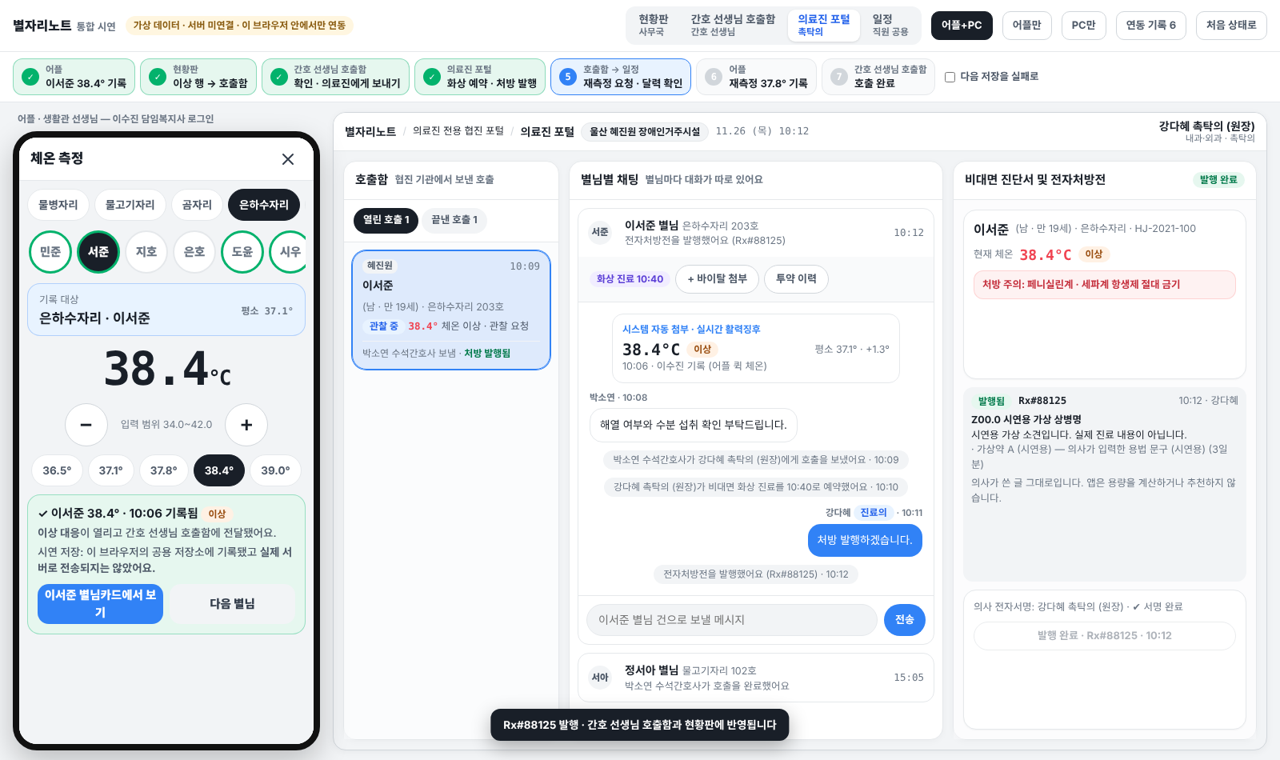 별자리노트 통합 시연
가상 데이터 · 서버 미연결 · 이 브라우저 안에서만 연동
현황판
사무국
간호 선생님 호출함
간호 선생님
의료진 포털
촉탁의
일정
직원 공용
어플+PC
어플만
PC만
연동 기록 6
처음 상태로
✓
어플
이서준 38.4° 기록
✓
현황판
이상 행 → 호출함
✓
간호 선생님 호출함
확인 · 의료진에게 보내기
✓
의료진 포털
화상 예약 · 처방 발행
5
호출함 → 일정
재측정 요청 · 달력 확인
6
어플
재측정 37.8° 기록
7
간호 선생님 호출함
호출 완료
다음 저장을 실패로
어플 · 생활관 선생님 — 이수진 담임복지사 로그인
체온 측정
물병자리
물고기자리
곰자리
은하수자리
민준
서준
지호
은호
도윤
시우
기록 대상
은하수자리 · 이서준
평소 37.1°
38.4°C
−
입력 범위 34.0~42.0
+
36.5°
37.1°
37.8°
38.4°
39.0°
✓ 이서준 38.4° · 10:06 기록됨 이상
이상 대응이 열리고 간호 선생님 호출함에 전달했어요.
시연 저장: 이 브라우저의 공용 저장소에 기록됐고 실제 서
버로 전송되지는 않았어요.
이서준 별님카드에서 보
기
다음 별님
별자리노트 / 의료진 전용 협진 포털 / 의료진 포털 울산 혜진원 장애인거주시설 11.26 (목) 10:12
강다혜 촉탁의 (원장)
내과·외과 · 촉탁의
호출함 협진 기관에서 보낸 호출
열린 호출 1
끝낸 호출 1
혜진원
10:09
이서준
(남 · 만 19세) · 은하수자리 203호
관찰 중 38.4° 체온 이상 · 관찰 요청
박소연 수석간호사 보냄 · 처방 발행됨
별님별 채팅 별님마다 대화가 따로 있어요
서준
이서준 별님 은하수자리 203호
전자처방전을 발행했어요 (Rx#88125)
10:12
화상 진료 10:40
+ 바이탈 첨부
투약 이력
시스템 자동 첨부 · 실시간 활력징후
38.4°C 이상
평소 37.1° · +1.3°
10:06 · 이수진 기록 (어플 퀵 체온)
박소연 · 10:08
해열 여부와 수분 섭취 확인 부탁드립니다.
박소연 수석간호사가 강다혜 촉탁의 (원장)에게 호출을 보냈어요 · 10:09
강다혜 촉탁의 (원장)가 비대면 화상 진료를 10:40로 예약했어요 · 10:10
강다혜 진료의 · 10:11
처방 발행하겠습니다.
전자처방전을 발행했어요 (Rx#88125) · 10:12
이서준 별님 건으로 보낼 메시지
전송
서아
정서아 별님 물고기자리 102호
박소연 수석간호사가 호출을 완료했어요
15:05
비대면 진단서 및 전자처방전
발행 완료
이서준 (남 · 만 19세) · 은하수자리 · HJ-2021-100
현재 체온 38.4°C 이상
처방 주의: 페니실린계 · 세파계 항생제 절대 금기
발행됨 Rx#88125
10:12 · 강다혜
Z00.0 시연용 가상 상병명
시연용 가상 소견입니다. 실제 진료 내용이 아닙니다.
· 가상약 A (시연용) — 의사가 입력한 용법 문구 (시연용) (3일
분)
의사가 쓴 글 그대로입니다. 앱은 용량을 계산하거나 추천하지 않
습니다.
의사 전자서명: 강다혜 촉탁의 (원장) · ✔ 서명 완료
발행 완료 · Rx#88125 · 10:12
Rx#88125 발행 · 간호 선생님 호출함과 현황판에 반영됩니다